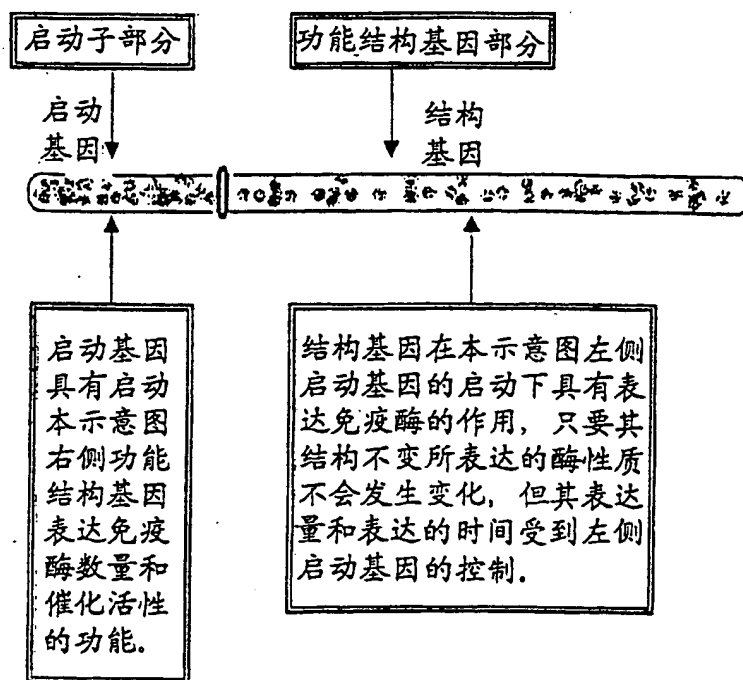 启动子部分
功能结构基因部分
启动
基因
结构
基因
启动基因
具有启动
本示意图
右侧功能
结构基因
表达免疫
酶数量和
催化活性
的功能。
结构基因在本示意图左侧
启动基因的启动下具有表
达免疫酶的作用，只要其
结构不变所表达的酶性质
不会发生变化，但其表达
量和表达的时间受到左侧
启动基因的控制.